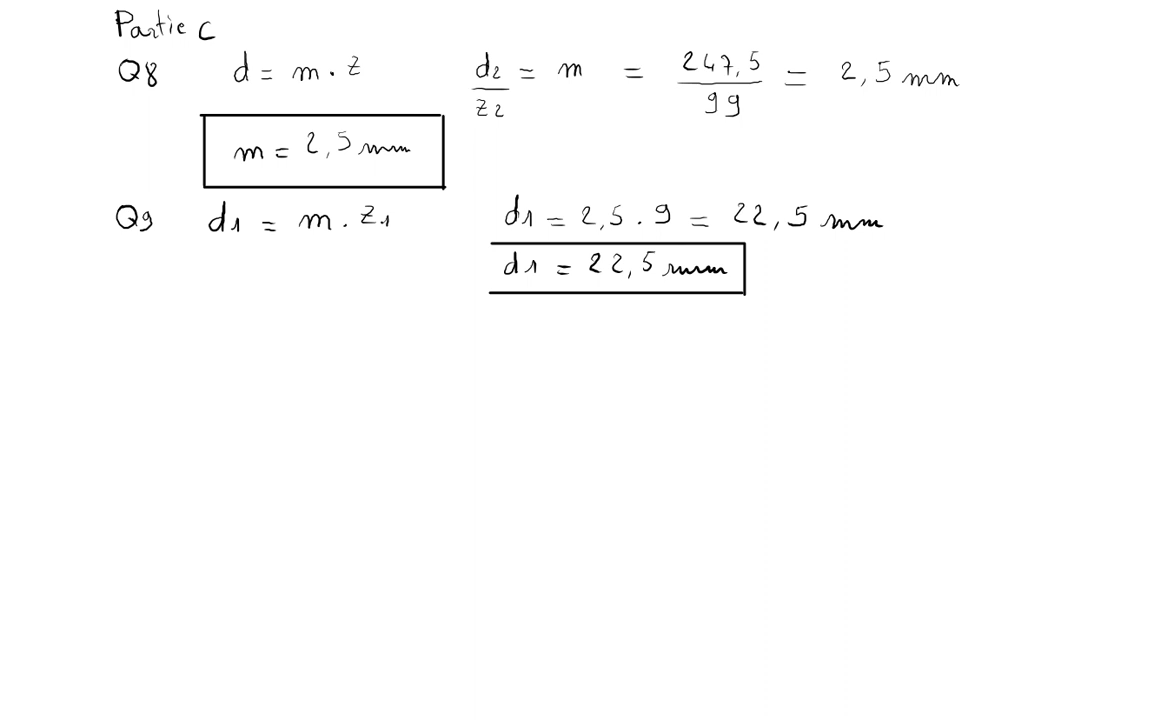 Partie C
Q8 d = m . z d2/z2 = m = 247,5/99 = 2,5 mm
m = 2,5 mm
Q9 d1 = m . z1 d1 = 2,5 . 9 = 22,5 mm
d1 = 22,5 mm